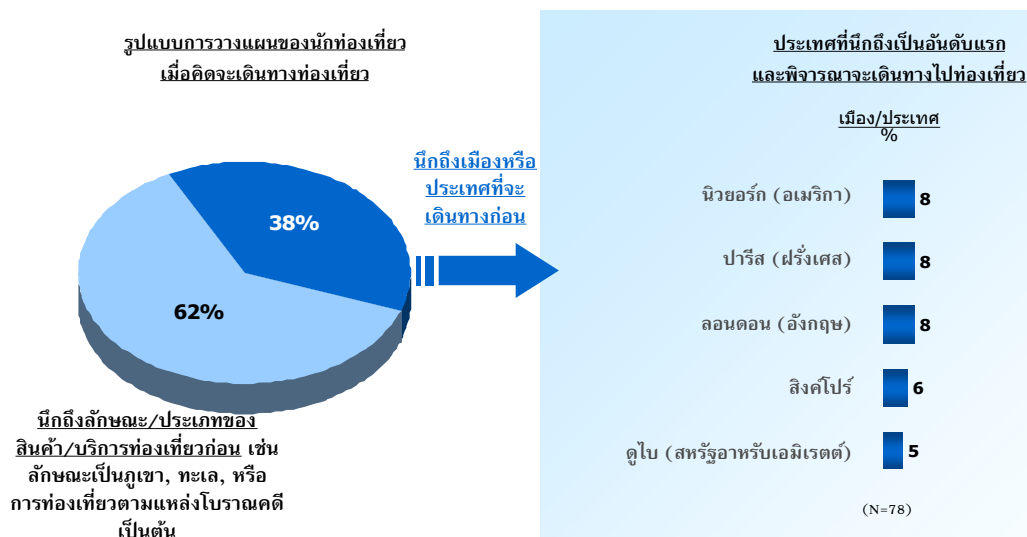 รูปแบบการวางแผนของนักท่องเที่ยว
เมื่อคิดจะเดินทางท่องเที่ยว
38%
62%
นึกถึงลักษณะ/ประเภทของ
สินค้า/บริการท่องเที่ยวก่อน เช่น
ลักษณะเป็นภูเขา, ทะเล, หรือ
การท่องเที่ยวตามแหล่งโบราณคดี
เป็นต้น
นึกถึงเมืองหรือ
ประเทศที่จะ
เดินทางก่อน
ประเทศที่นึกถึงเป็นอันดับแรก
และพิจารณาจะเดินทางไปท่องเที่ยว
เมือง/ประเทศ
%
นิวยอร์ก (อเมริกา) 8
ปารีส (ฝรั่งเศส) 8
ลอนดอน (อังกฤษ) 8
สิงค์โปร์ 6
ดูไบ (สหรัฐอาหรับเอมิเรตต์) 5
(N=78)